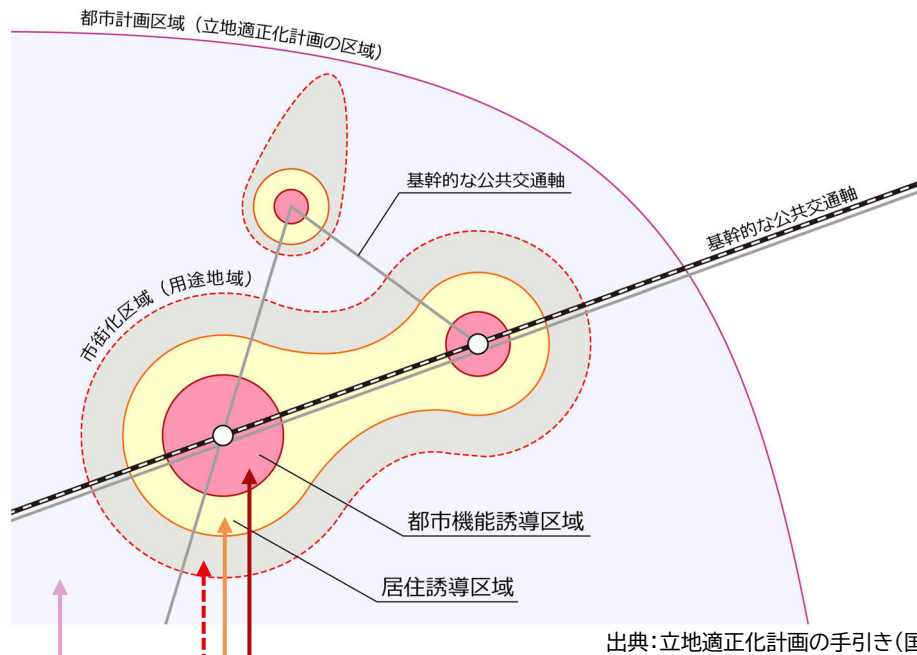 都市計画区域（立地適正化計画の区域）
基幹的な公共交通軸
基幹的な公共交通軸
市街化区域（用途地域）
都市機能誘導区域
居住誘導区域
出典：立地適正化計画の手引き（国